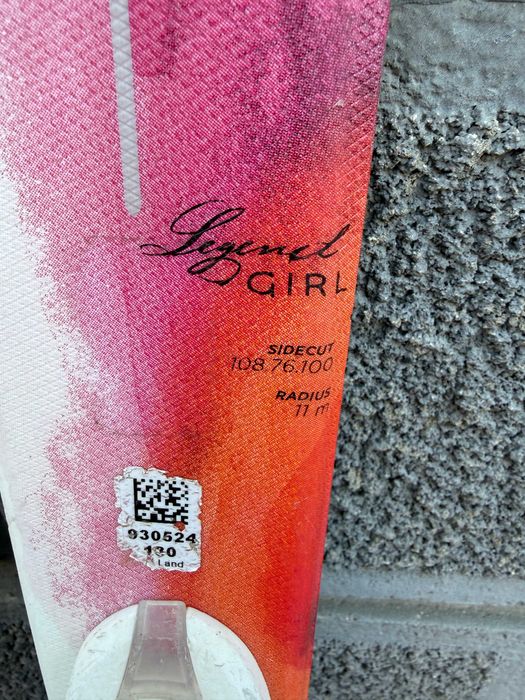 Legend
GIRL
SIDECUT
108.76.100
RADIUS
11 m
930524
130
Land